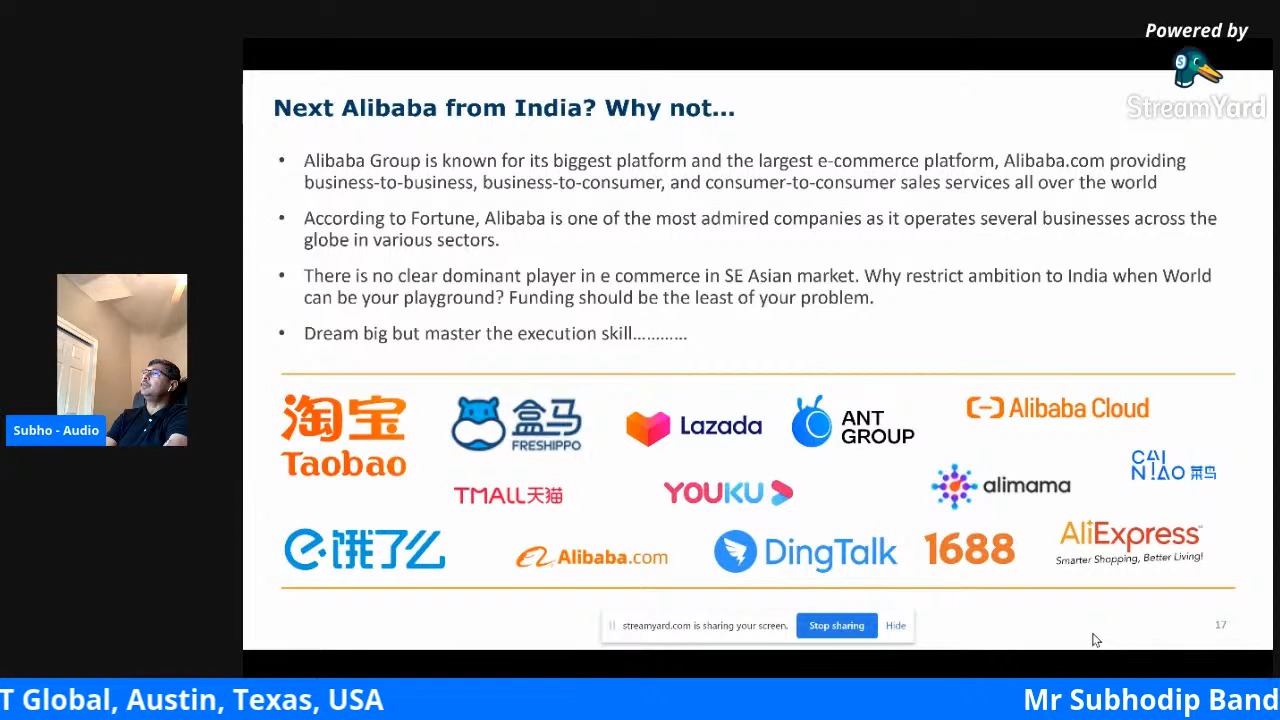 Powered by
StreamYard
Next Alibaba from India? Why not...
• Alibaba Group is known for its biggest platform and the largest e-commerce platform, Alibaba.com providing
business-to-business, business-to-consumer, and consumer-to-consumer sales services all over the world
• According to Fortune, Alibaba is one of the most admired companies as it operates several businesses across the
globe in various sectors.
• There is no clear dominant player in e commerce in SE Asian market. Why restrict ambition to India when World
can be your playground? Funding should be the least of your problem.
• Dream big but master the execution skill...........
淘宝
Taobao
盒马
FRESHIPPO
Lazada
ANT
GROUP
Alibaba Cloud
TMALL天猫
YOUKU
alimama
CAI
NIAO 菜鸟
饿了么
Alibaba.com
DingTalk
1688
AliExpress™
Smarter Shopping, Better Living!
streamyard.com is sharing your screen. Stop sharing Hide
17
Subho - Audio
T Global, Austin, Texas, USA
Mr Subhodip Band